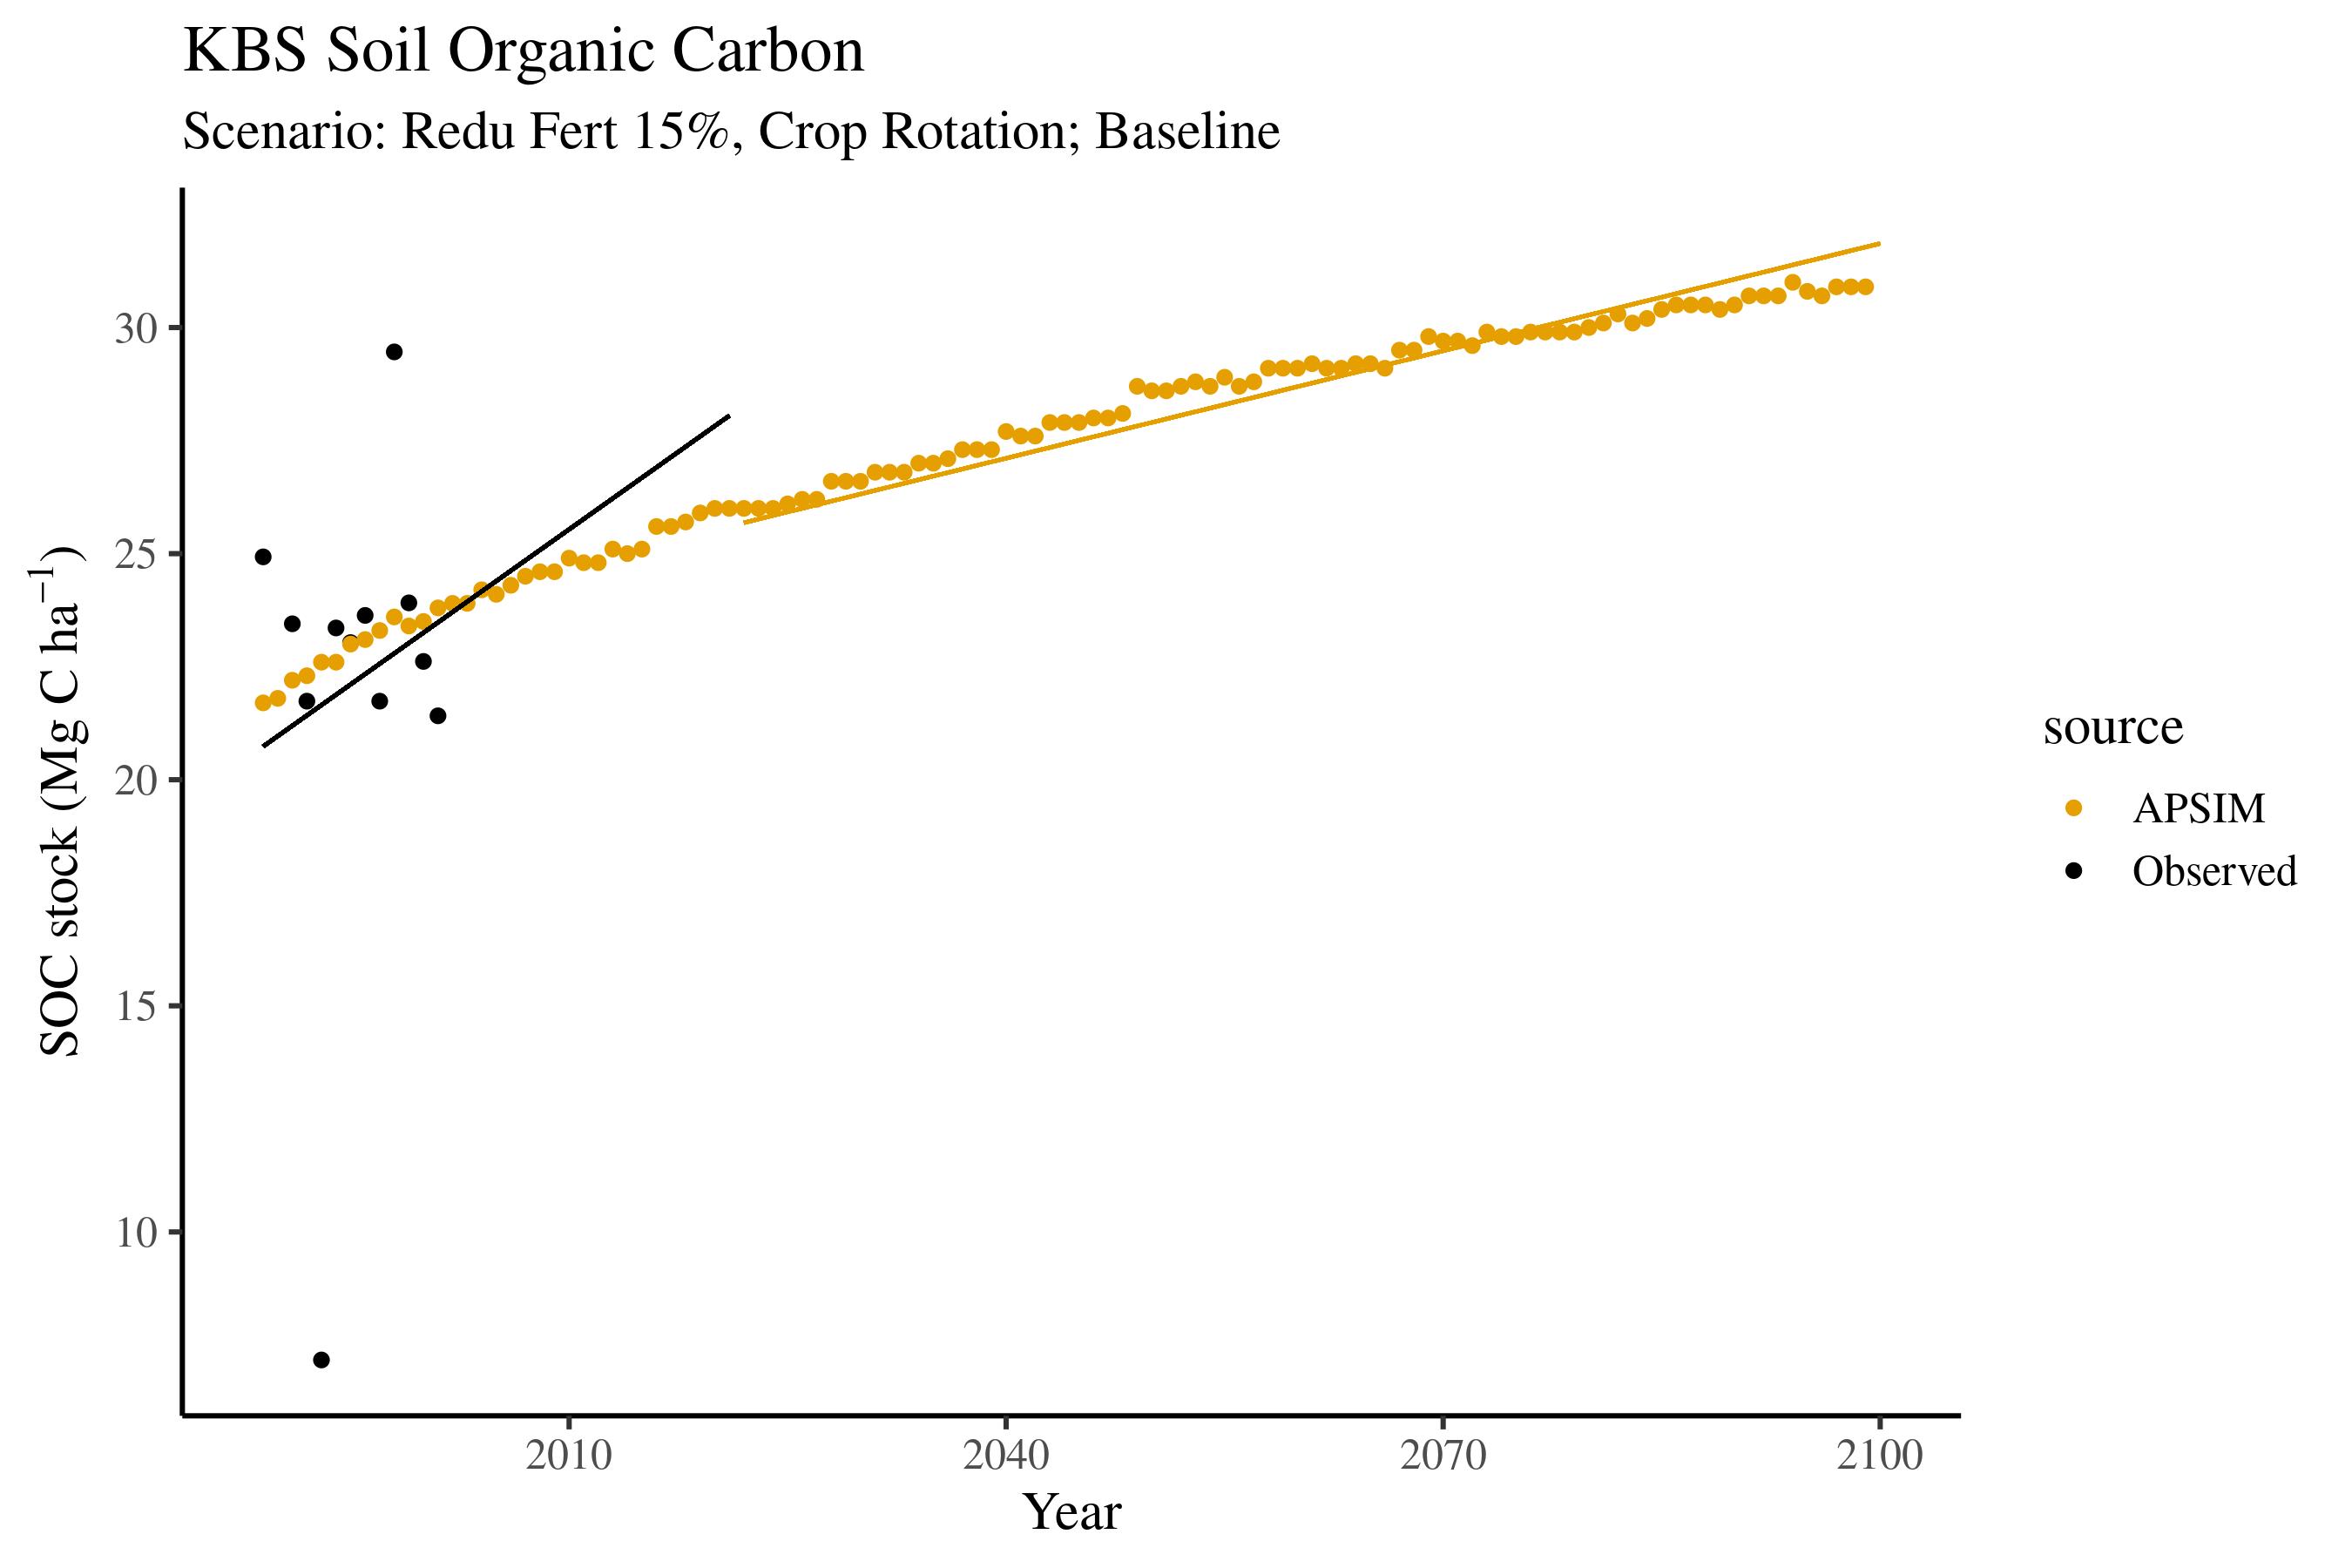 KBS Soil Organic Carbon
Scenario: Redu Fert 15%, Crop Rotation; Baseline
SOC stock (Mg C ha⁻¹)
30
25
20
15
10
2010
2040
2070
2100
Year
source
APSIM
Observed